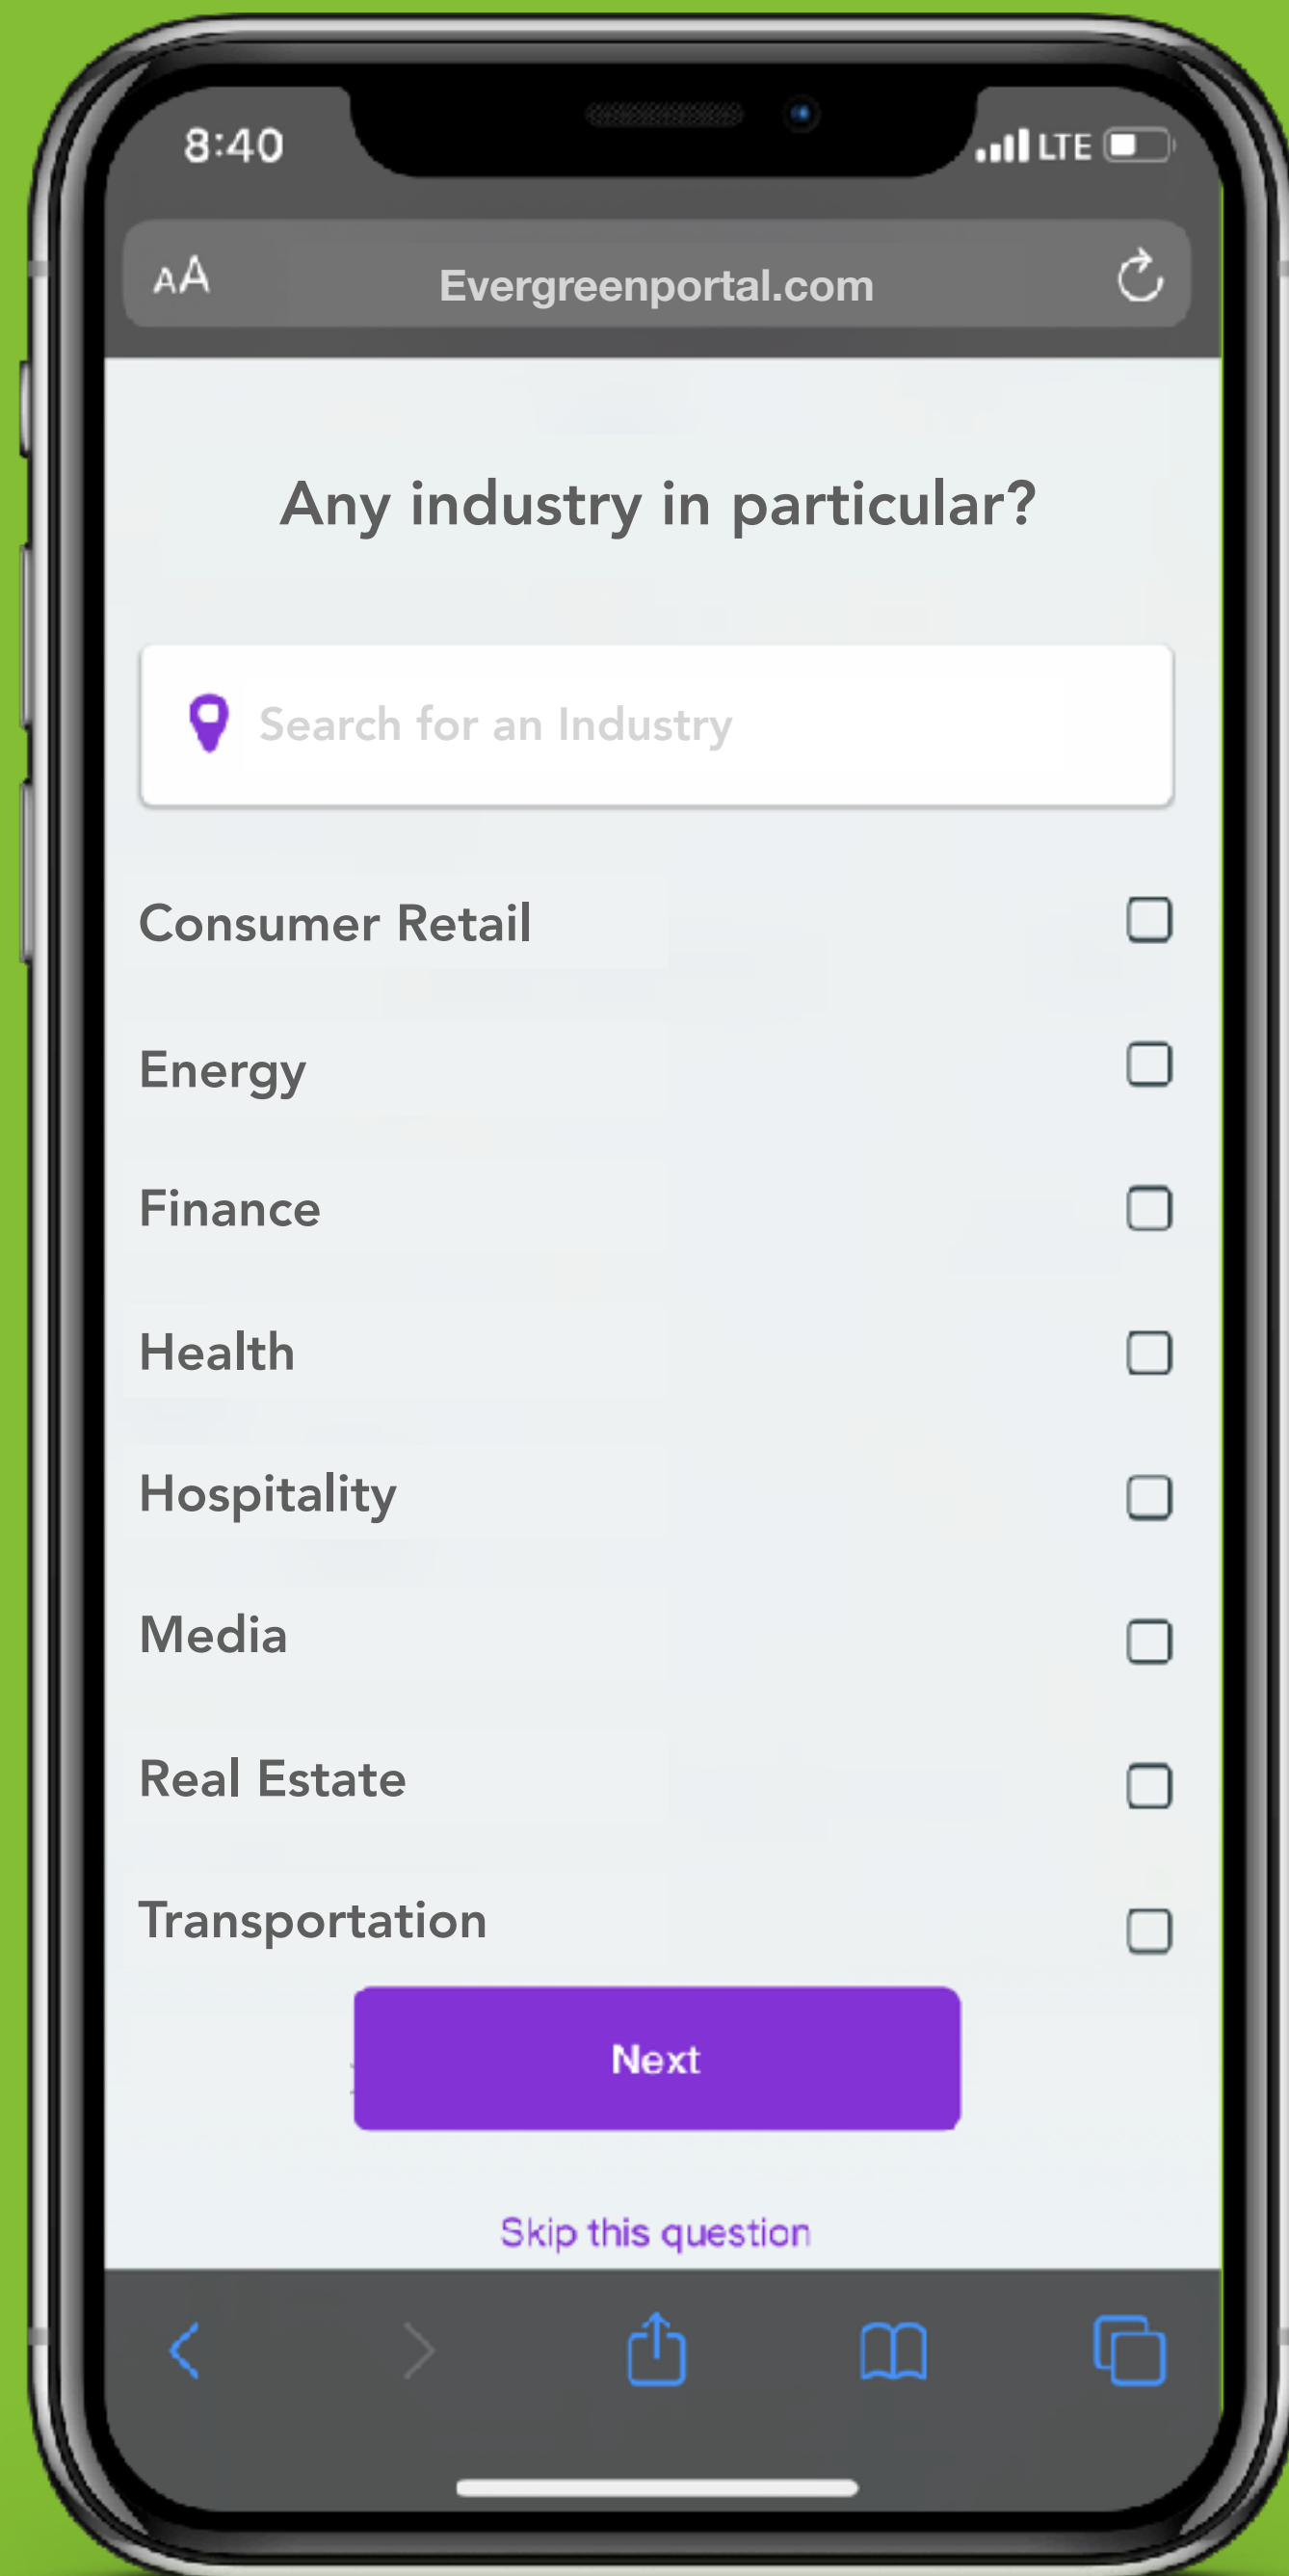 8:40
LTE
AA
Evergreenportal.com
Any industry in particular?
Search for an Industry
Consumer Retail
Energy
Finance
Health
Hospitality
Media
Real Estate
Transportation
Next
Skip this question